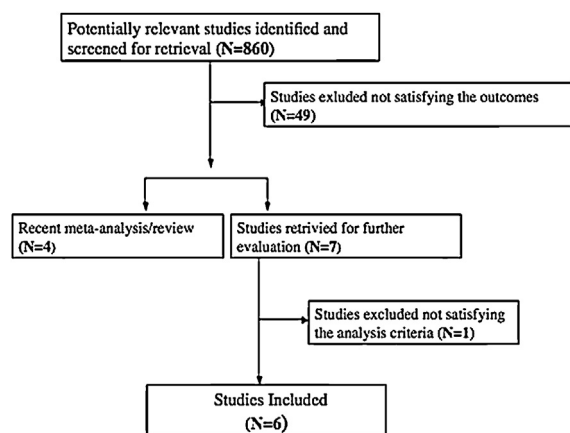 Potentially relevant studies identified and
screened for retrieval (N=860)
Studies exluded not satisfying the outcomes
(N=49)
Recent meta-analysis/review
(N=4)
Studies retrivied for further
evaluation (N=7)
Studies excluded not satisfying
the analysis criteria (N=1)
Studies Included
(N=6)